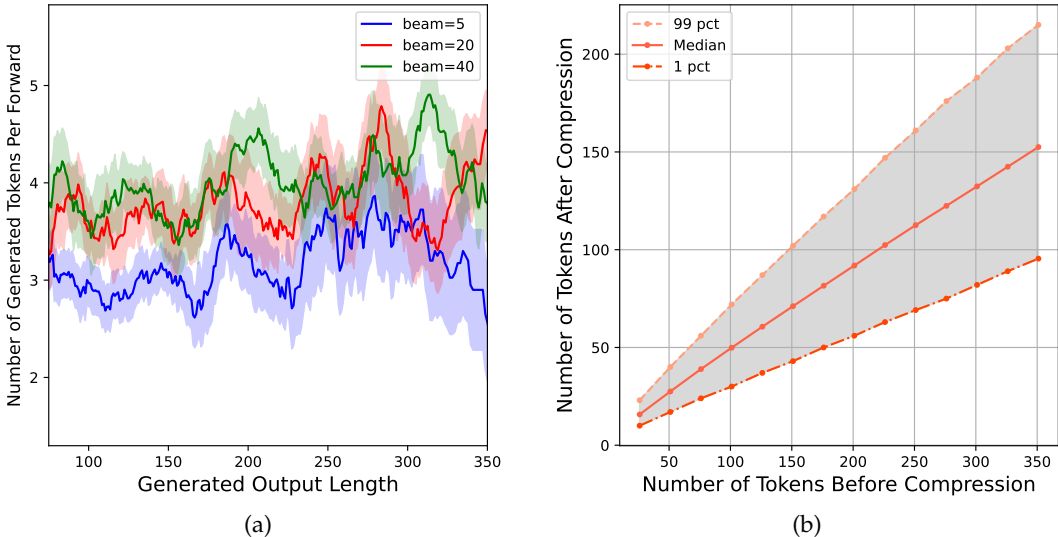 Number of Generated Tokens Per Forward
5
4
3
2
beam=5
beam=20
beam=40
100
150
200
250
300
350
Generated Output Length
(a)
Number of Tokens After Compression
200
150
100
50
0
99 pct
Median
1 pct
50
100
150
200
250
300
350
Number of Tokens Before Compression
(b)